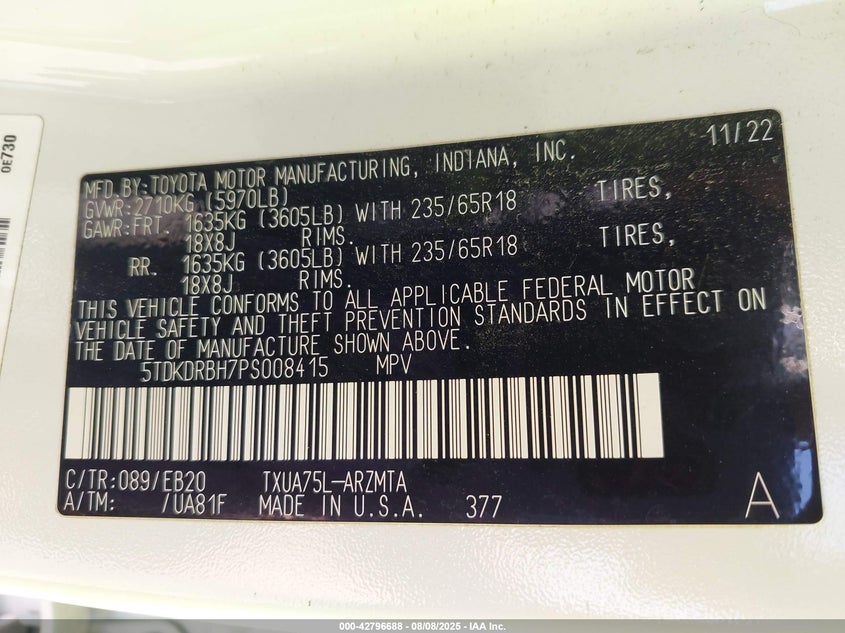 0E730
11/22
MFD.BY:TOYOTA MOTOR MANUFACTURING, INDIANA, INC.
GVWR:2710KG (5970LB)
GAWR:FRT. 1635KG (3605LB) WITH 235/65R18 TIRES,
18X8J RIMS.
RR. 1635KG (3605LB) WITH 235/65R18 TIRES,
18X8J RIMS.
THIS VEHICLE CONFORMS TO ALL APPLICABLE FEDERAL MOTOR
VEHICLE SAFETY AND THEFT PREVENTION STANDARDS IN EFFECT ON
THE DATE OF MANUFACTURE SHOWN ABOVE.
5TDKDRBH7PS008415 MPV
C/TR:089/EB20 TXUA75L-ARZMTA
A/TM: /UA81F MADE IN U.S.A. 377 A
000-42796688 - 08/08/2025 - IAA Inc.